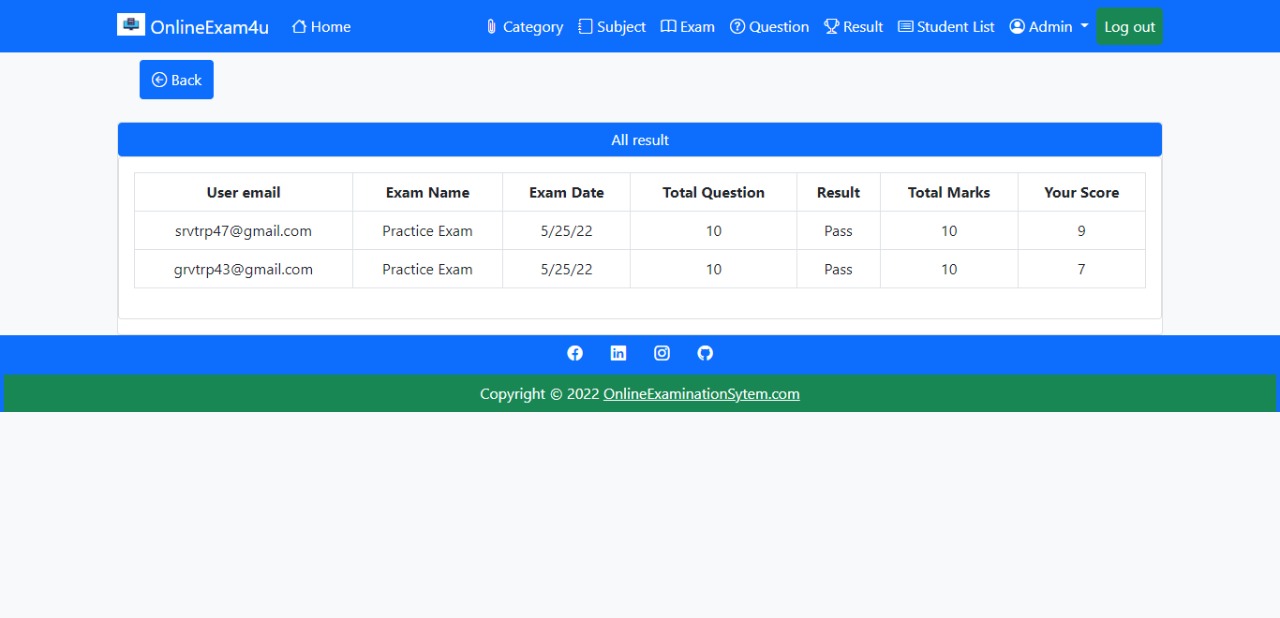 OnlineExam4u Home Category Subject Exam Question Result Student List Admin Log out
Back
All result
User email Exam Name Exam Date Total Question Result Total Marks Your Score
srvtrp47@gmail.com Practice Exam 5/25/22 10 Pass 10 9
grvtrp43@gmail.com Practice Exam 5/25/22 10 Pass 10 7
Copyright © 2022 OnlineExaminationSytem.com